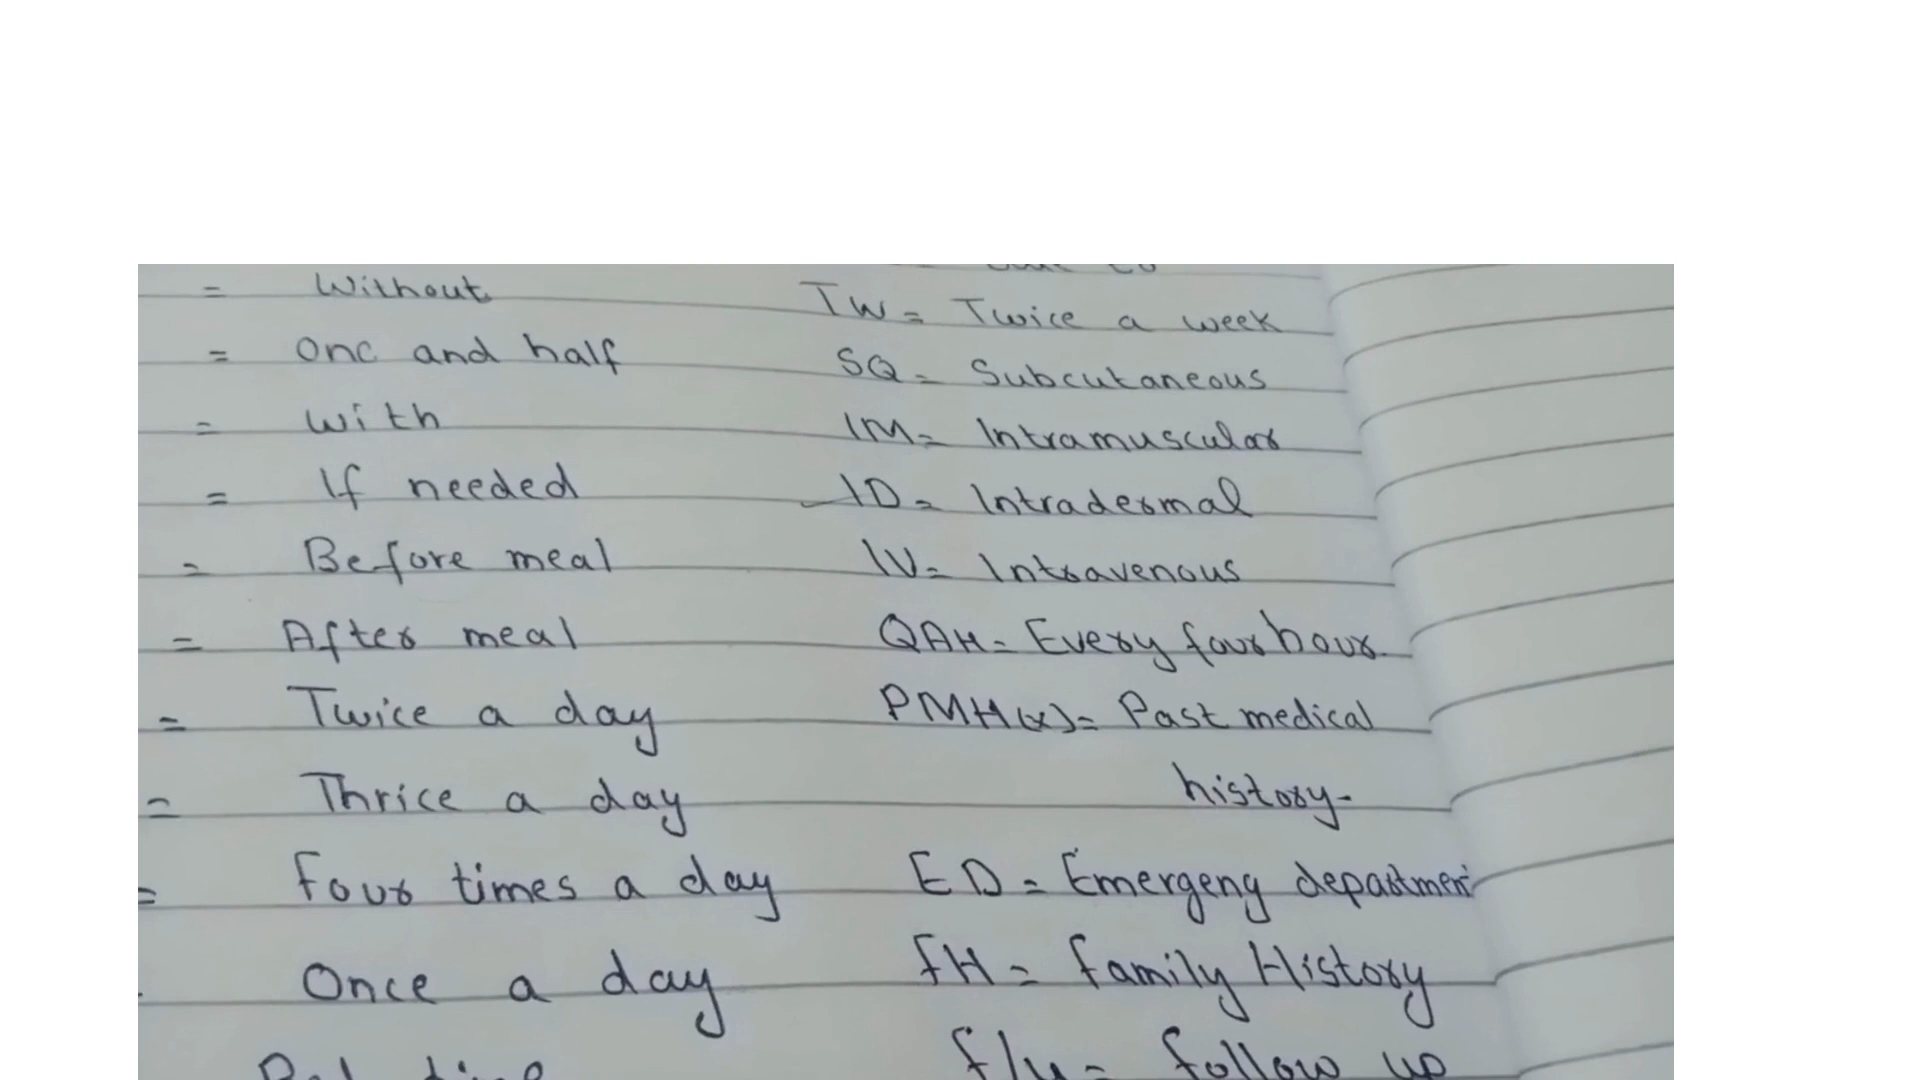 = Without
= One and half
= With
= If needed
= Before meal
= After meal
= Twice a day
= Thrice a day
= Four times a day
Once a day
TW = Twice a week
SQ = Subcutaneous
IM = Intramuscular
ID = Intradermal
IV = Intravenous
Q4H = Every four hour
PMH(x) = Past medical
history-
ED = Emergeny department
FH = Family History
F/u = Follow up